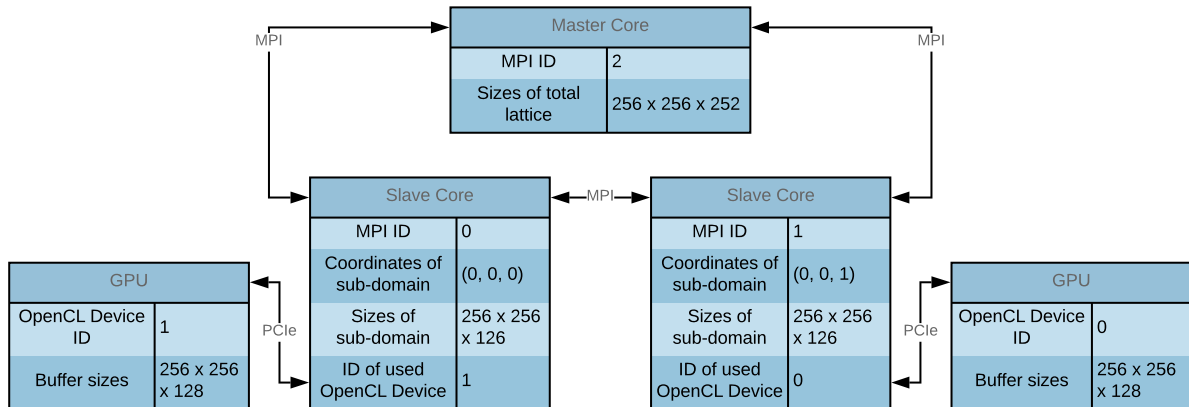 Master Core
MPI
MPI
MPI ID
2
Sizes of total
lattice
256 x 256 x 252
Slave Core
MPI
Slave Core
MPI ID
0
Coordinates of
sub-domain
(0, 0, 0)
Sizes of
sub-domain
256 x 256
x 126
ID of used
OpenCL Device
1
MPI ID
1
Coordinates of
sub-domain
(0, 0, 1)
Sizes of
sub-domain
256 x 256
x 126
ID of used
OpenCL Device
0
GPU
OpenCL Device
ID
1
Buffer sizes
256 x 256
x 128
PCIe
PCIe
GPU
OpenCL Device
ID
0
Buffer sizes
256 x 256
x 128